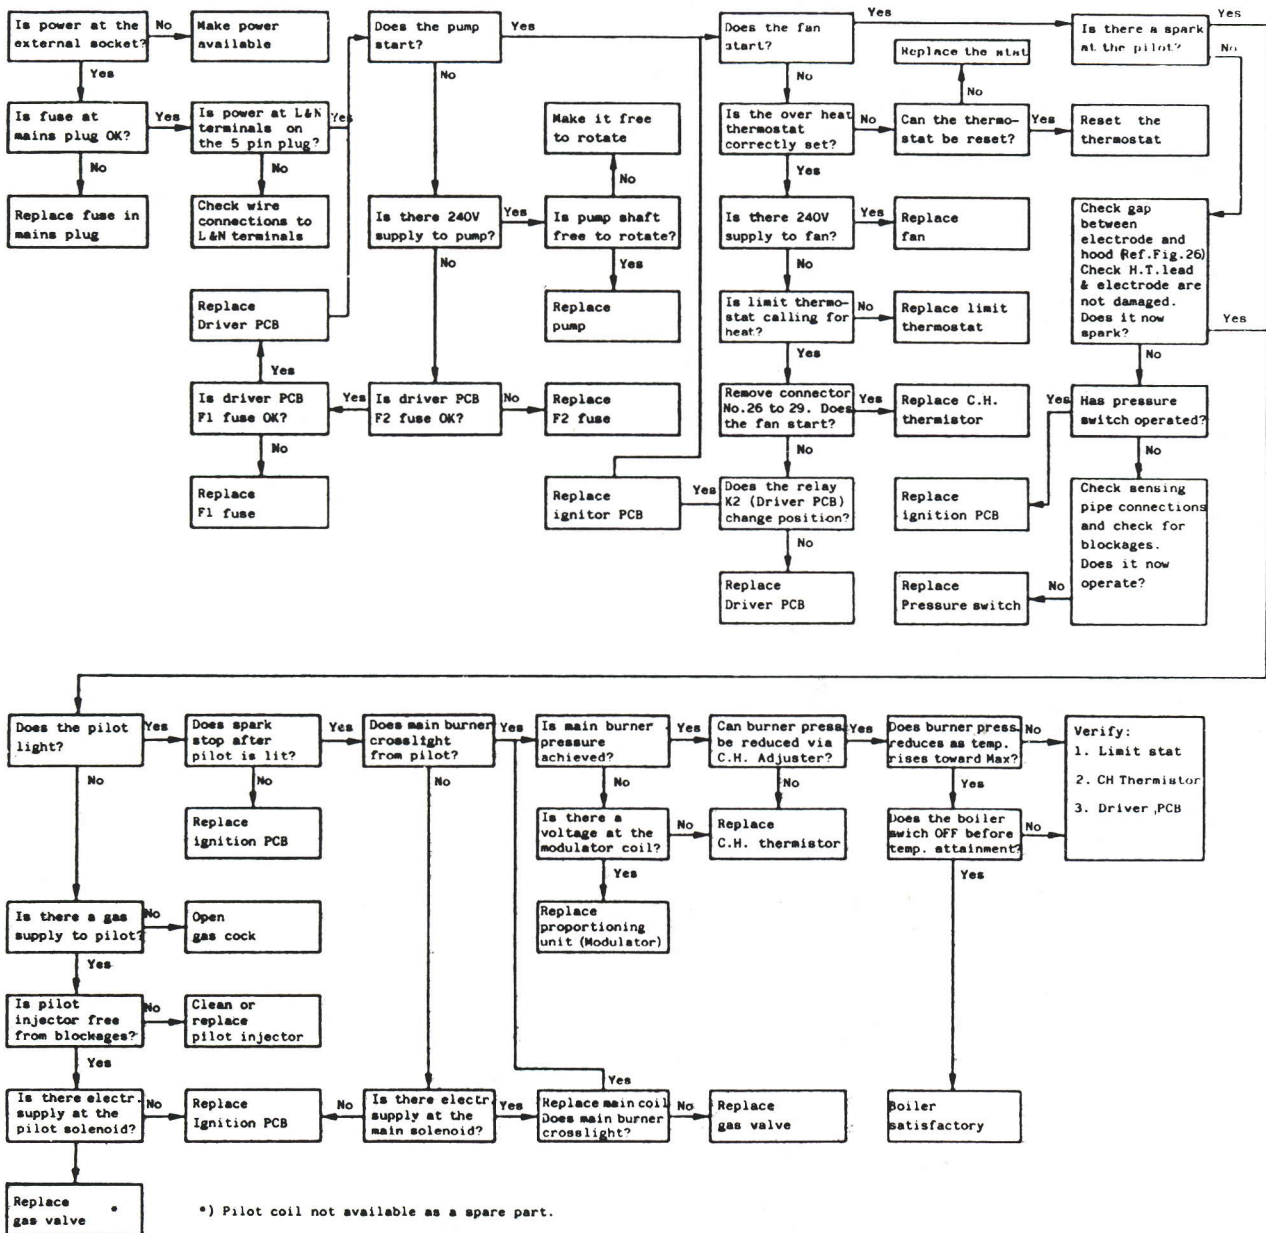 Is power at the
external socket?
No
Make power
available
Yes
Is fuse at
mains plug OK?
Yes
Is power at L&N
terminals on
the 5 pin plug?
Yes
No
Replace fuse in
mains plug
No
Check wire
connections to
L&N terminals
Does the pump
start?
Yes
No
Is there 240V
supply to pump?
Yes
Is pump shaft
free to rotate?
No
Make it free
to rotate
Yes
Replace
pump
No
Is driver PCB
F2 fuse OK?
No
Replace
F2 fuse
Yes
Is driver PCB
F1 fuse OK?
Yes
Replace
Driver PCB
No
Replace
F1 fuse
Does the fan
start?
Yes
No
Is the over heat
thermostat
correctly set?
No
Can the thermo-
stat be reset?
No
Replace the stat
Yes
Reset the
thermostat
Yes
Is there 240V
supply to fan?
Yes
Replace
fan
No
Is limit thermo-
stat calling for
heat?
No
Replace limit
thermostat
Yes
Remove connector
No.26 to 29. Does
the fan start?
Yes
Replace C.H.
thermistor
No
Does the relay
K2 (Driver PCB)
change position?
Yes
Replace
ignitor PCB
No
Replace
Driver PCB
Is there a spark
at the pilot?
Yes
No
Check gap
between
electrode and
hood (Ref.Fig.26)
Check H.T.lead
& electrode are
not damaged.
Does it now
spark?
Yes
No
Has pressure
switch operated?
Yes
Replace
ignition PCB
No
Check sensing
pipe connections
and check for
blockages.
Does it now
operate?
No
Replace
Pressure switch
Does the pilot
light?
Yes
Does spark
stop after
pilot is lit?
Yes
Does main burner
crosslight
from pilot?
Yes
Is main burner
pressure
achieved?
Yes
Can burner press.
be reduced via
C.H. Adjuster?
Yes
Does burner press.
reduces as temp.
rises toward Max?
No
Verify:
1. Limit stat
2. CH Thermistor
3. Driver PCB
No
No
Replace
ignition PCB
No
No
Is there a
voltage at the
modulator coil?
No
Replace
C.H. thermistor
No
Yes
Does the boiler
swich OFF before
temp. attainment?
No
Yes
Replace
proportioning
unit (Modulator)
Yes
Is there a gas
supply to pilot?
No
Open
gas cock
Yes
Is pilot
injector free
from blockages?
No
Clean or
replace
pilot injector
Yes
Is there electr.
supply at the
pilot solenoid?
No
Replace
Ignition PCB
No
Is there electr.
supply at the
main solenoid?
Yes
Replace main coil
Does main burner
crosslight?
Yes
No
Replace
gas valve
Boiler
satisfactory
Replace *
gas valve
*) Pilot coil not available as a spare part.